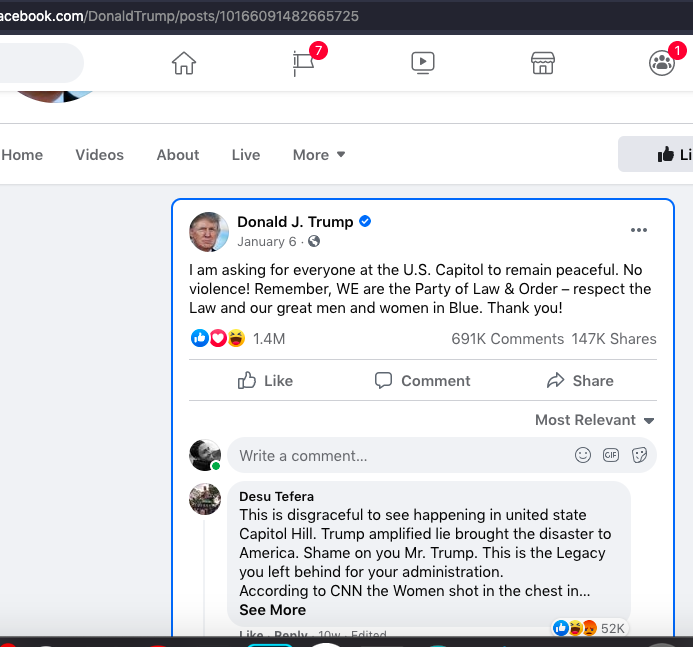 acebook.com/DonaldTrump/posts/10166091482665725
7
1
Home Videos About Live More
Li
Donald J. Trump
January 6 ·
I am asking for everyone at the U.S. Capitol to remain peaceful. No
violence! Remember, WE are the Party of Law & Order – respect the
Law and our great men and women in Blue. Thank you!
1.4M 691K Comments 147K Shares
Like Comment Share
Most Relevant
Write a comment... GIF
Desu Tefera
This is disgraceful to see happening in united state
Capitol Hill. Trump amplified lie brought the disaster to
America. Shame on you Mr. Trump. This is the Legacy
you left behind for your administration.
According to CNN the Women shot in the chest in...
See More
52K
Like · Reply · 10w · Edited